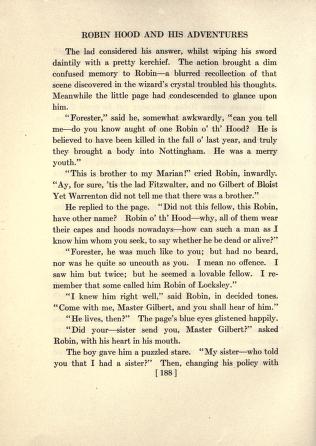 ROBIN HOOD AND HIS ADVENTURES
The lad considered his answer, whilst wiping his sword
daintily with a pretty kerchief. The action brought a dim
confused memory to Robin—a blurred recollection of that
scene discovered in the wizard's crystal troubled his thoughts.
Meanwhile the little page had condescended to glance upon
him.
"Forester," said he, somewhat awkwardly, "can you tell
me—do you know aught of one Robin o' th' Hood? He is
believed to have been killed in the fall o' last year, and truly
they brought a body into Nottingham. He was a merry
youth."
"This is brother to my Marian!" cried Robin, inwardly.
"Ay, for sure, 'tis the lad Fitzwalter, and no Gilbert of Bloist
Yet Warrenton did not tell me that there was a brother."
He replied to the page. "Did not this fellow, this Robin,
have other name? Robin o' th' Hood—why, all of them wear
their capes and hoods nowadays—how can such a man as I
know him whom you seek, to say whether he be dead or alive?"
"Forester, he was much like to you; but had no beard,
nor was he quite so uncouth as you. I mean no offence. I
saw him but twice; but he seemed a lovable fellow. I re-
member that some called him Robin of Locksley."
"I knew him right well," said Robin, in decided tones.
"Come with me, Master Gilbert, and you shall hear of him."
"He lives, then?" The page's blue eyes glistened happily.
"Did your—sister send you, Master Gilbert?" asked
Robin, with his heart in his mouth.
The boy gave him a puzzled stare. "My sister—who told
you that I had a sister?" Then, changing his policy with
[ 188 ]